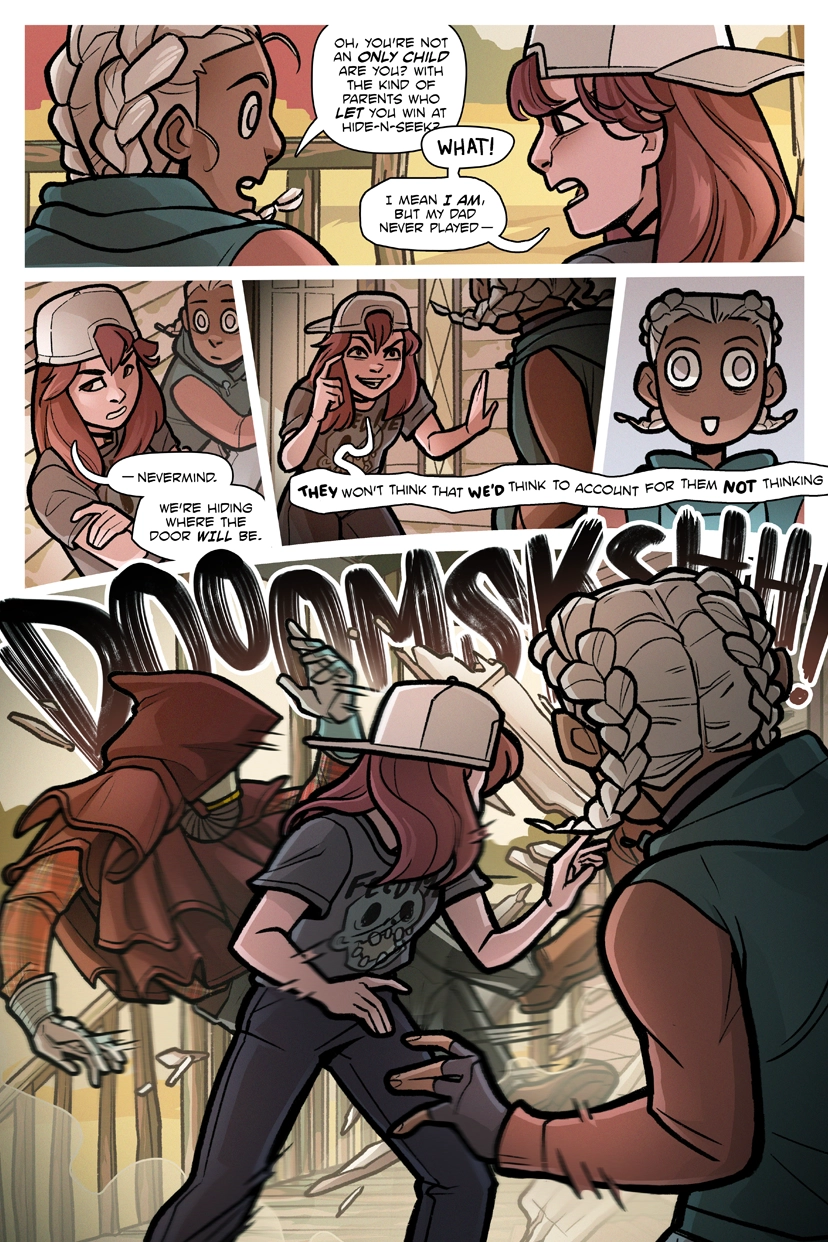 OH, YOU'RE NOT
AN ONLY CHILD
ARE YOU? WITH
THE KIND OF
PARENTS WHO
LET YOU WIN AT
HIDE-N-SEEK?
WHAT!
I MEAN I AM,
BUT MY DAD
NEVER PLAYED—
—NEVERMIND.
WE'RE HIDING
WHERE THE
DOOR WILL BE.
THEY WON'T THINK THAT WE'D THINK TO ACCOUNT FOR THEM NOT THINKING
DOOOMSKSHHH!